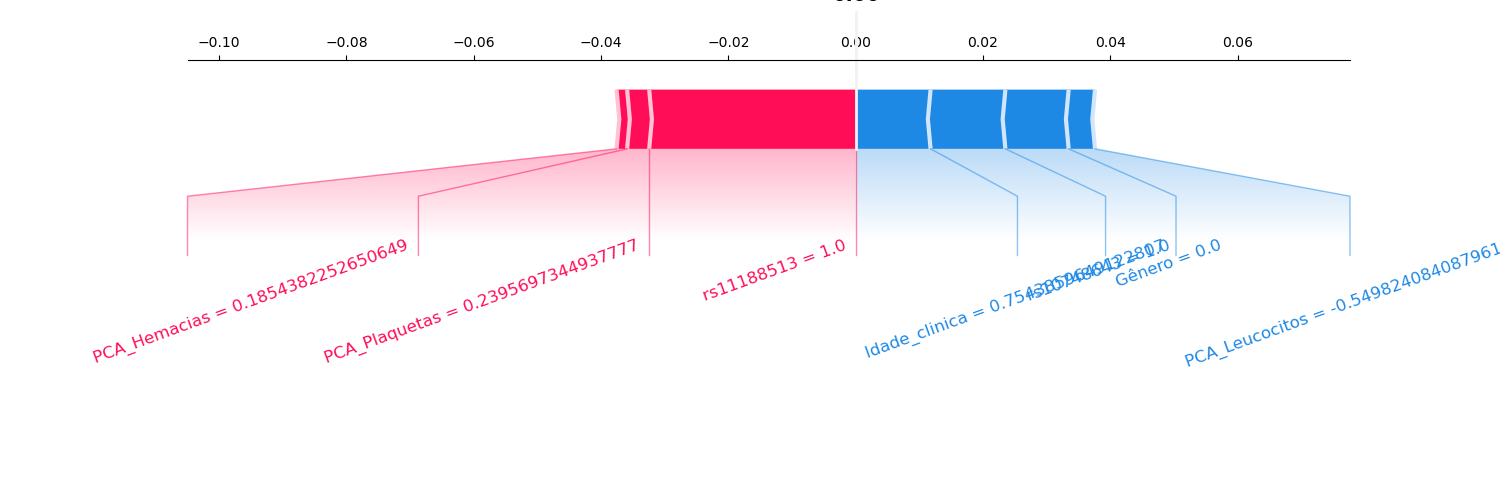 −0.10 −0.08 −0.06 −0.04 −0.02 0.00 0.02 0.04 0.06
PCA_Hemacias = 0.1854382252650649
PCA_Plaquetas = 0.2395697344937777
rs11188513 = 1.0
Idade_clinica =
Gênero = 0.0
PCA_Leucocitos = -0.549824084087961